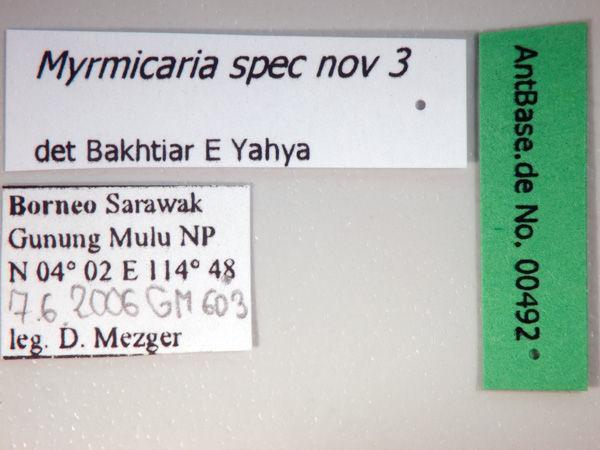 Myrmicaria spec nov 3
det Bakhtiar E Yahya
Borneo Sarawak
Gunung Mulu NP
N 04° 02 E 114° 48
7.6 2006 GM 603
leg. D. Mezger
AntBase.de No. 00492